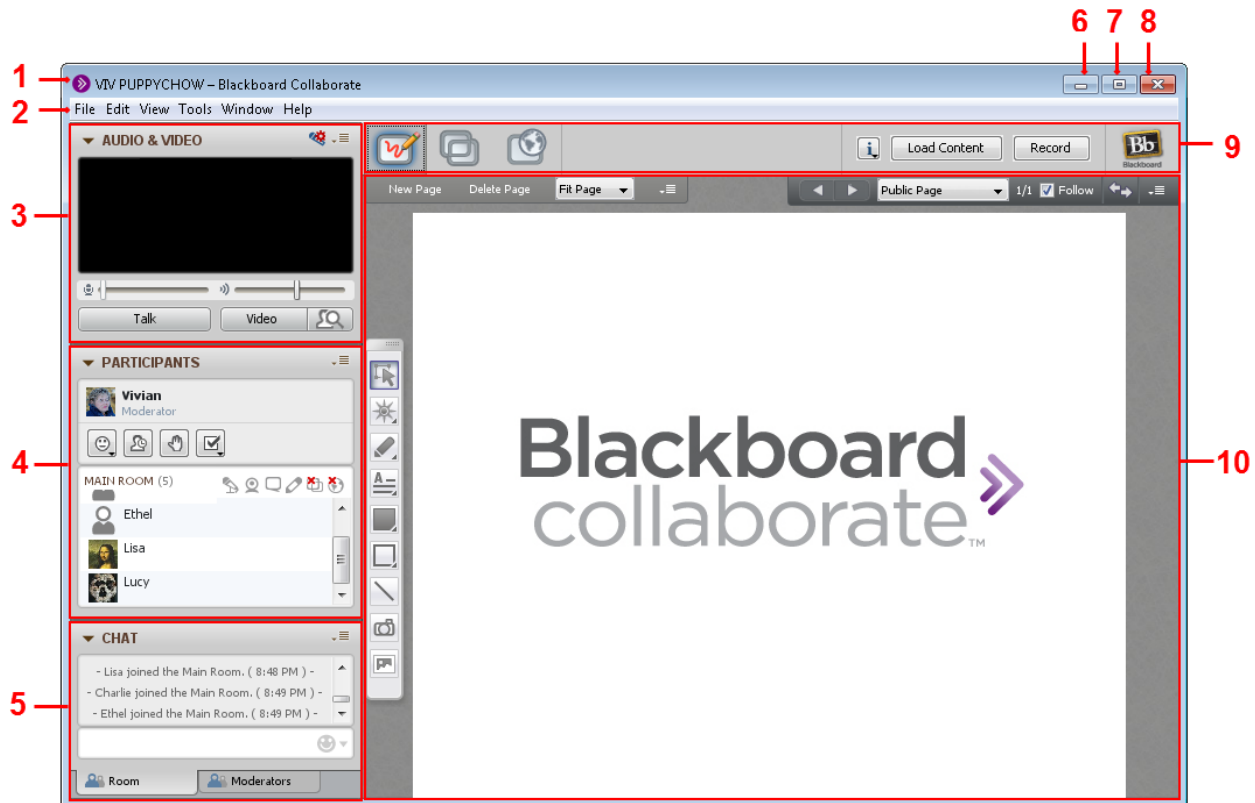 6 7 8
1
VIV PUPPYCHOW – Blackboard Collaborate
2
File Edit View Tools Window Help
AUDIO & VIDEO
i Load Content Record Bb
Blackboard
9
New Page Delete Page Fit Page Public Page 1/1 Follow
3
Talk Video
PARTICIPANTS
Vivian
Moderator
4
MAIN ROOM (5)
Ethel
Lisa
Lucy
A
Blackboard
collaborate™
10
CHAT
- Lisa joined the Main Room. ( 8:48 PM ) -
- Charlie joined the Main Room. ( 8:49 PM ) -
- Ethel joined the Main Room. ( 8:49 PM ) -
5
Room Moderators